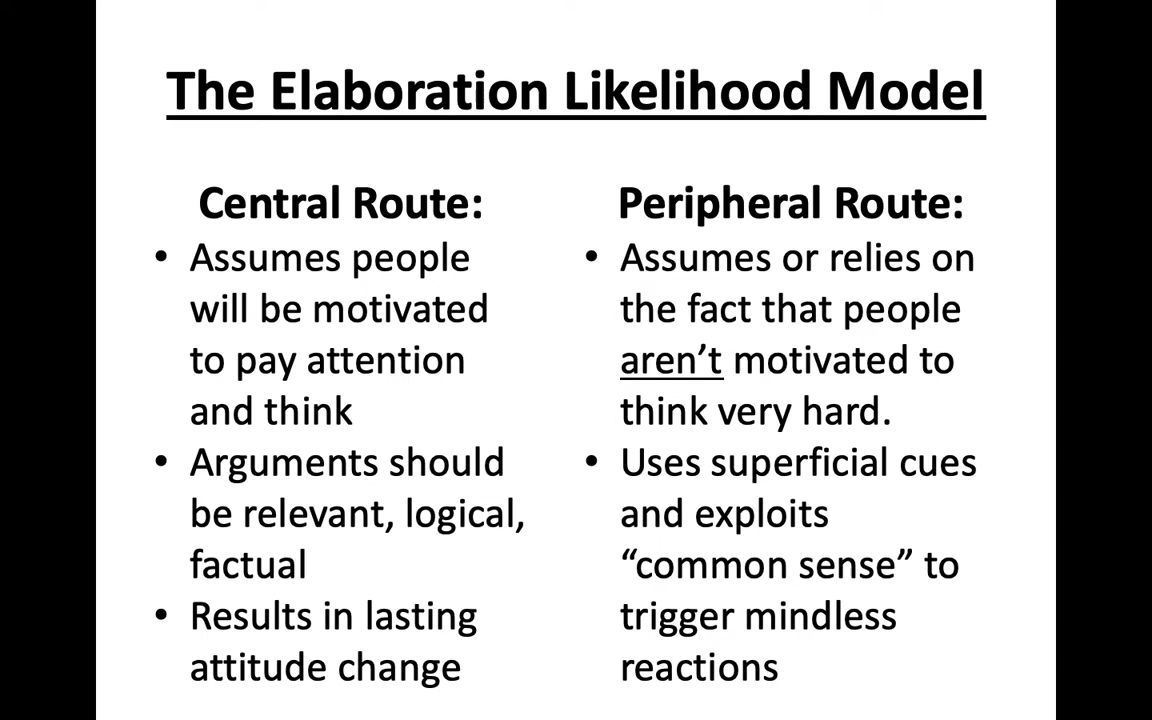 The Elaboration Likelihood Model
Central Route:
• Assumes people
will be motivated
to pay attention
and think
• Arguments should
be relevant, logical,
factual
• Results in lasting
attitude change
Peripheral Route:
• Assumes or relies on
the fact that people
aren’t motivated to
think very hard.
• Uses superficial cues
and exploits
“common sense” to
trigger mindless
reactions